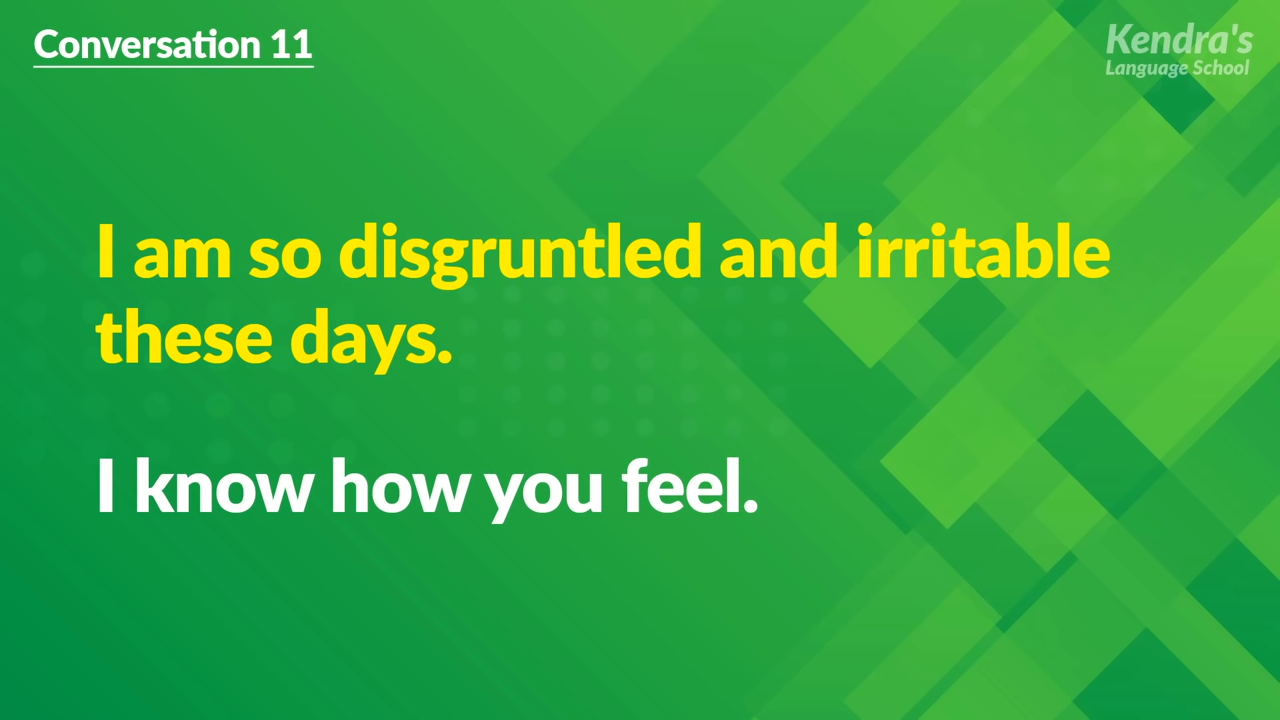 Conversation 11
Kendra's
Language School
I am so disgruntled and irritable
these days.
I know how you feel.